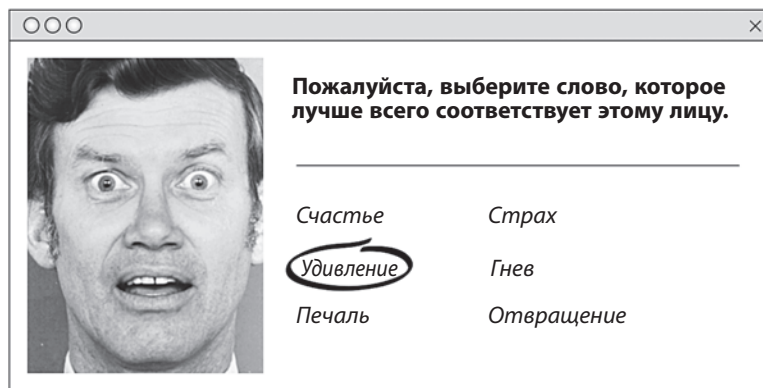 Пожалуйста, выберите слово, которое
лучше всего соответствует этому лицу.
Счастье Страх
Удивление Гнев
Печаль Отвращение